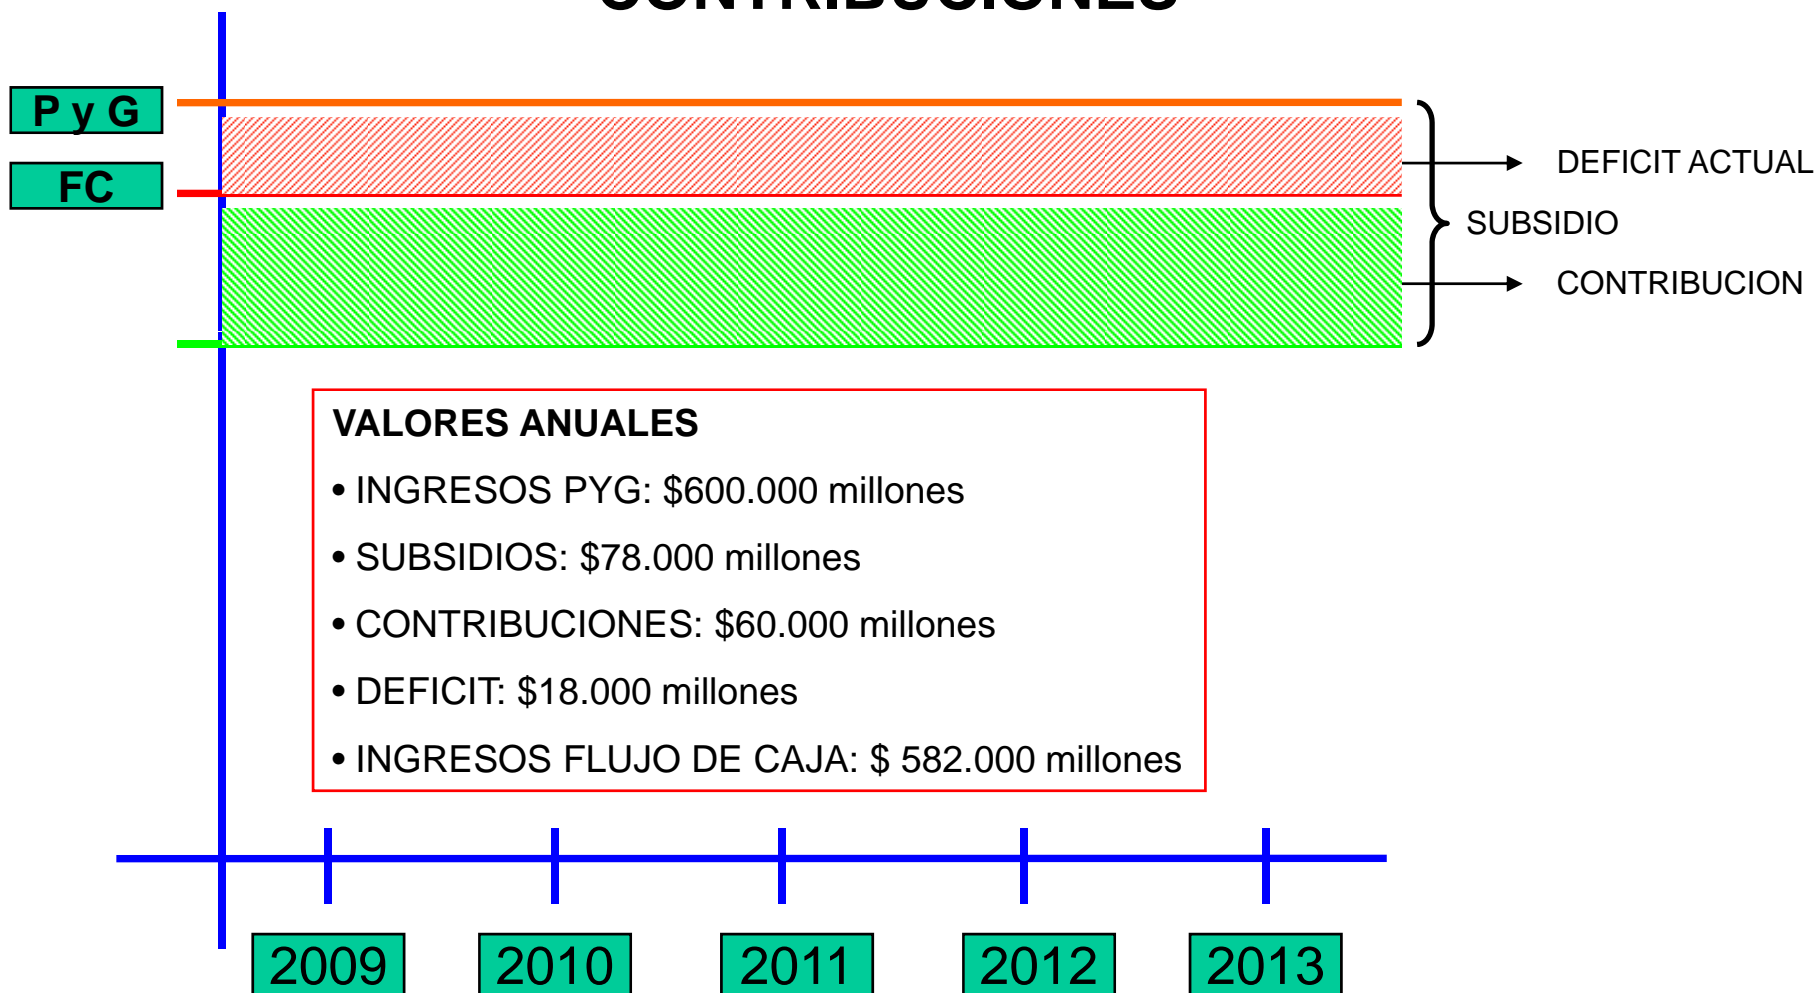 CONTRIBUCIONES
P y G
FC
DEFICIT ACTUAL
SUBSIDIO
CONTRIBUCION
VALORES ANUALES
• INGRESOS PYG: $600.000 millones
• SUBSIDIOS: $78.000 millones
• CONTRIBUCIONES: $60.000 millones
• DEFICIT: $18.000 millones
• INGRESOS FLUJO DE CAJA: $ 582.000 millones
2009
2010
2011
2012
2013